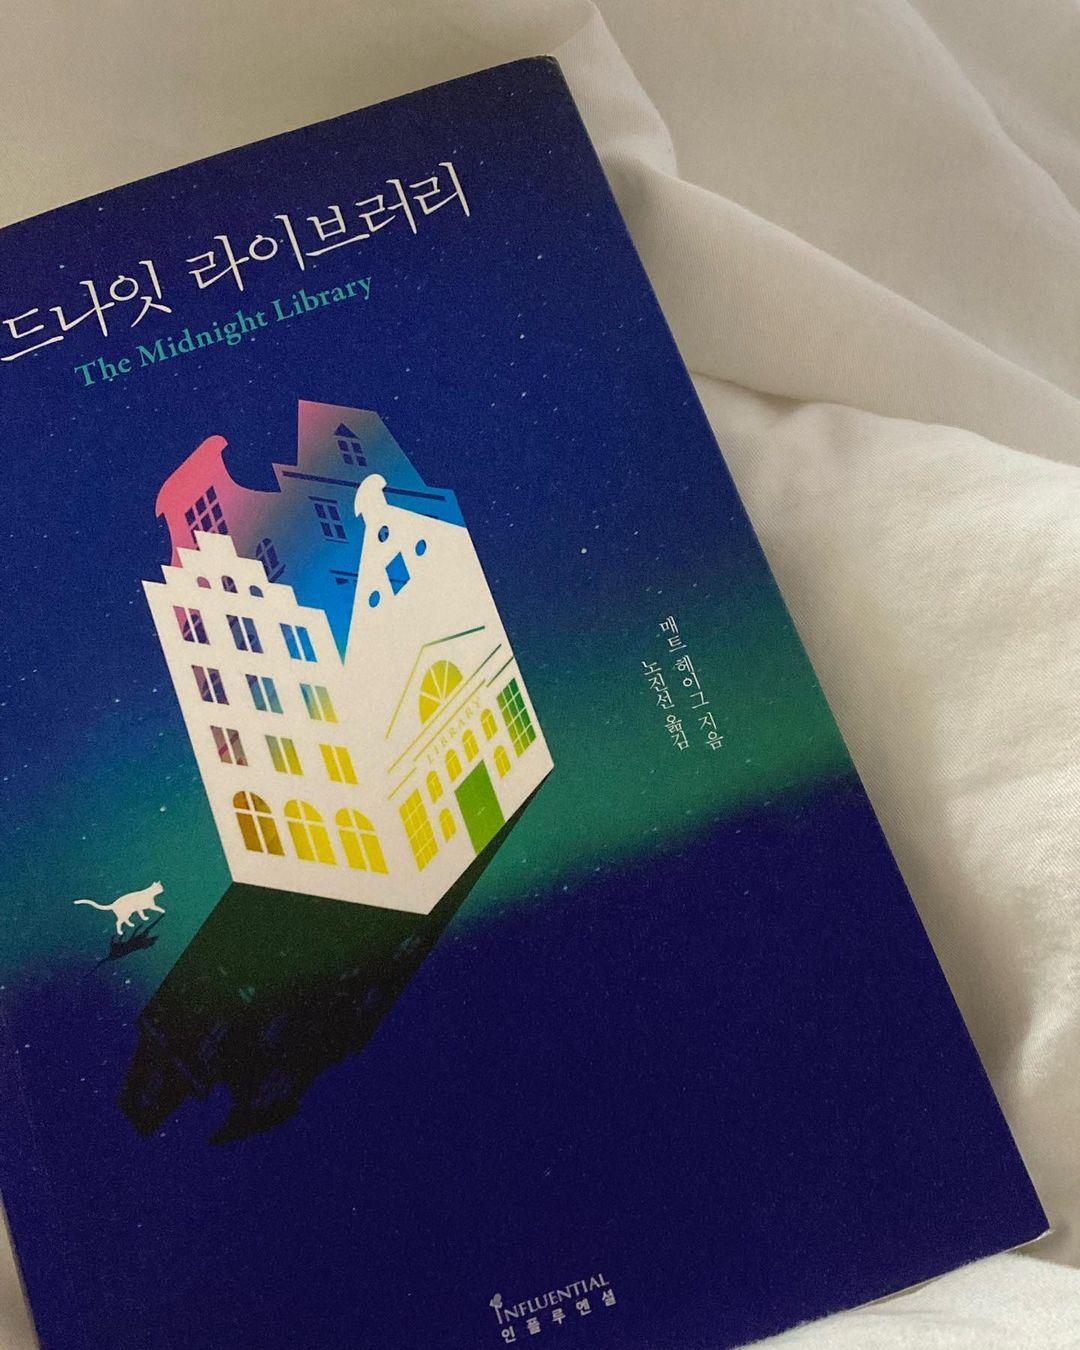 드나잇 라이브러리
The Midnight Library
LIBRARY
매트 헤이그 지음
노진선 옮김
INFLUENTIAL
인플루엔셜